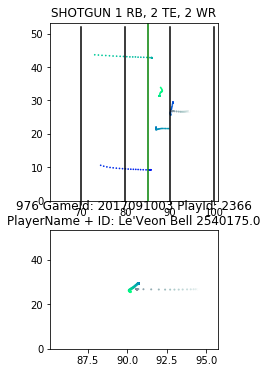 SHOTGUN 1 RB, 2 TE, 2 WR
50
40
30
20
10
0
70 80 90 100
976 GameId: 2017091003 PlayId: 2366
PlayerName + ID: Le'Veon Bell 2540175.0
40
20
0
87.5 90.0 92.5 95.0